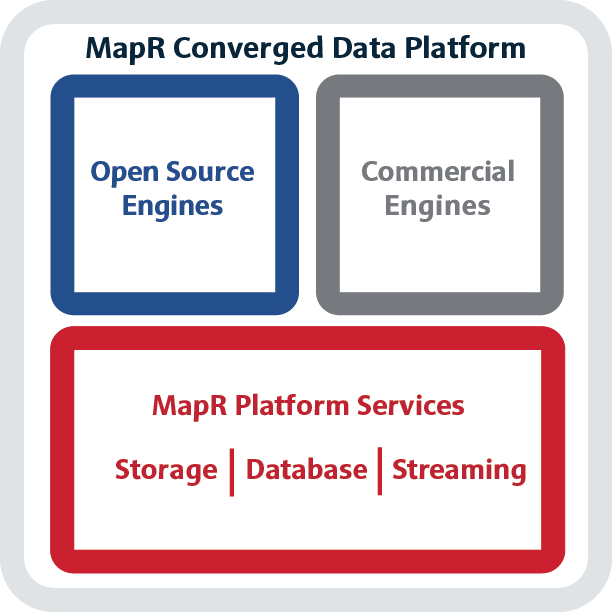 MapR Converged Data Platform
Open Source
Engines
Commercial
Engines
MapR Platform Services
Storage | Database | Streaming